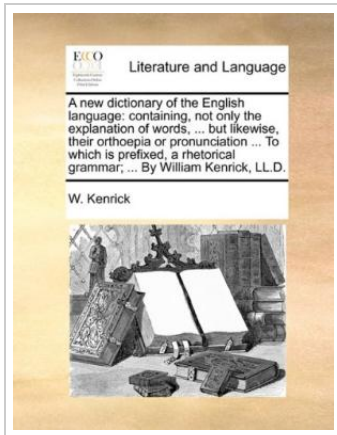 ECCO
Literature and Language
A new dictionary of the English
language: containing, not only the
explanation of words, ... but likewise,
their orthoepia or pronunciation ... To
which is prefixed, a rhetorical
grammar; ... By William Kenrick, LL.D.
W. Kenrick